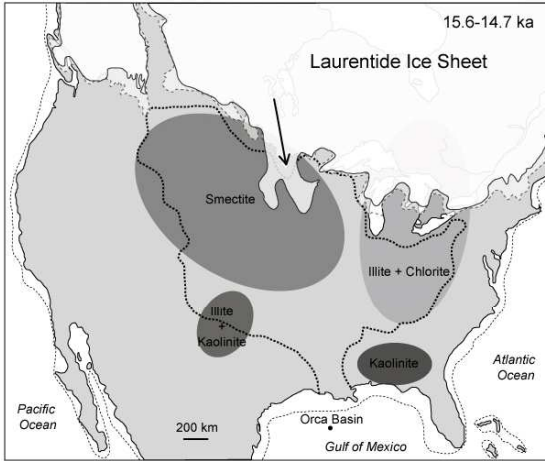 15.6-14.7 ka
Laurentide Ice Sheet
Smectite
Illite + Chlorite
Illite
+
Kaolinite
Kaolinite
Atlantic
Ocean
Pacific
Ocean
200 km
Orca Basin
Gulf of Mexico